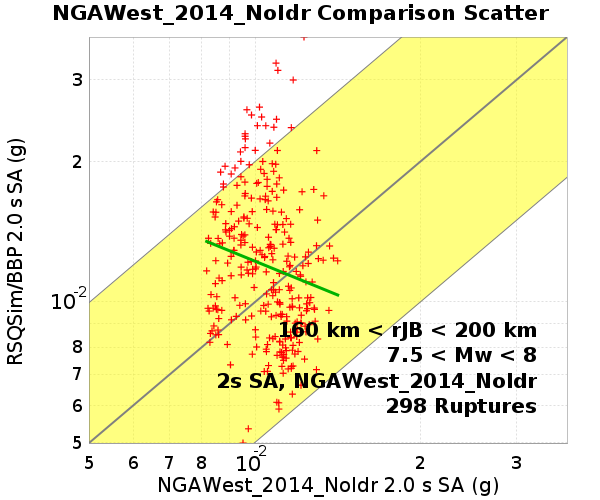 NGAWest_2014_NoIdr Comparison Scatter
RSQSim/BBP 2.0 s SA (g)
3
2
10-2
8
7
6
5
160 km < rJB < 200 km
7.5 < Mw < 8
2s SA, NGAWest_2014_NoIdr
298 Ruptures
5 6 7 8 10-2 2 3
NGAWest_2014_NoIdr 2.0 s SA (g)